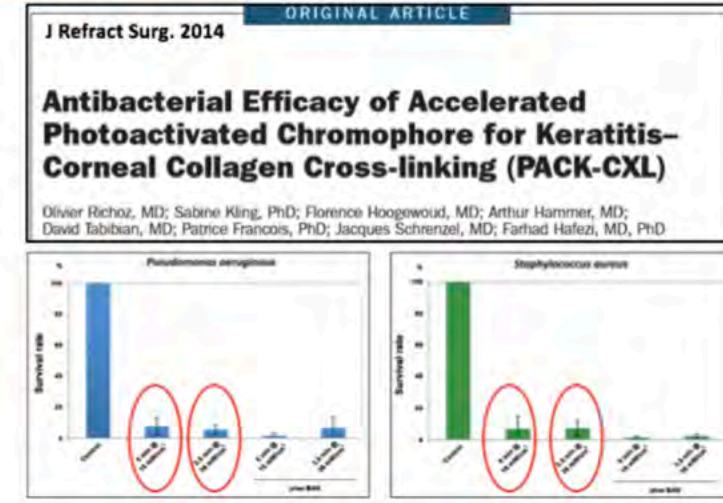 ORIGINAL ARTICLE
J Refract Surg. 2014
Antibacterial Efficacy of Accelerated
Photoactivated Chromophore for Keratitis–
Corneal Collagen Cross-linking (PACK-CXL)
Olivier Richoz, MD; Sabine Kling, PhD; Florence Hoogewoud, MD; Arthur Hammer, MD;
David Tabibian, MD; Patrice Francois, PhD; Jacques Schrenzel, MD; Farhad Hafezi, MD, PhD
Pseudomonas aeruginosa
%
100
Survival rate
Control
Staphylococcus aureus
%
100
Survival rate
Control